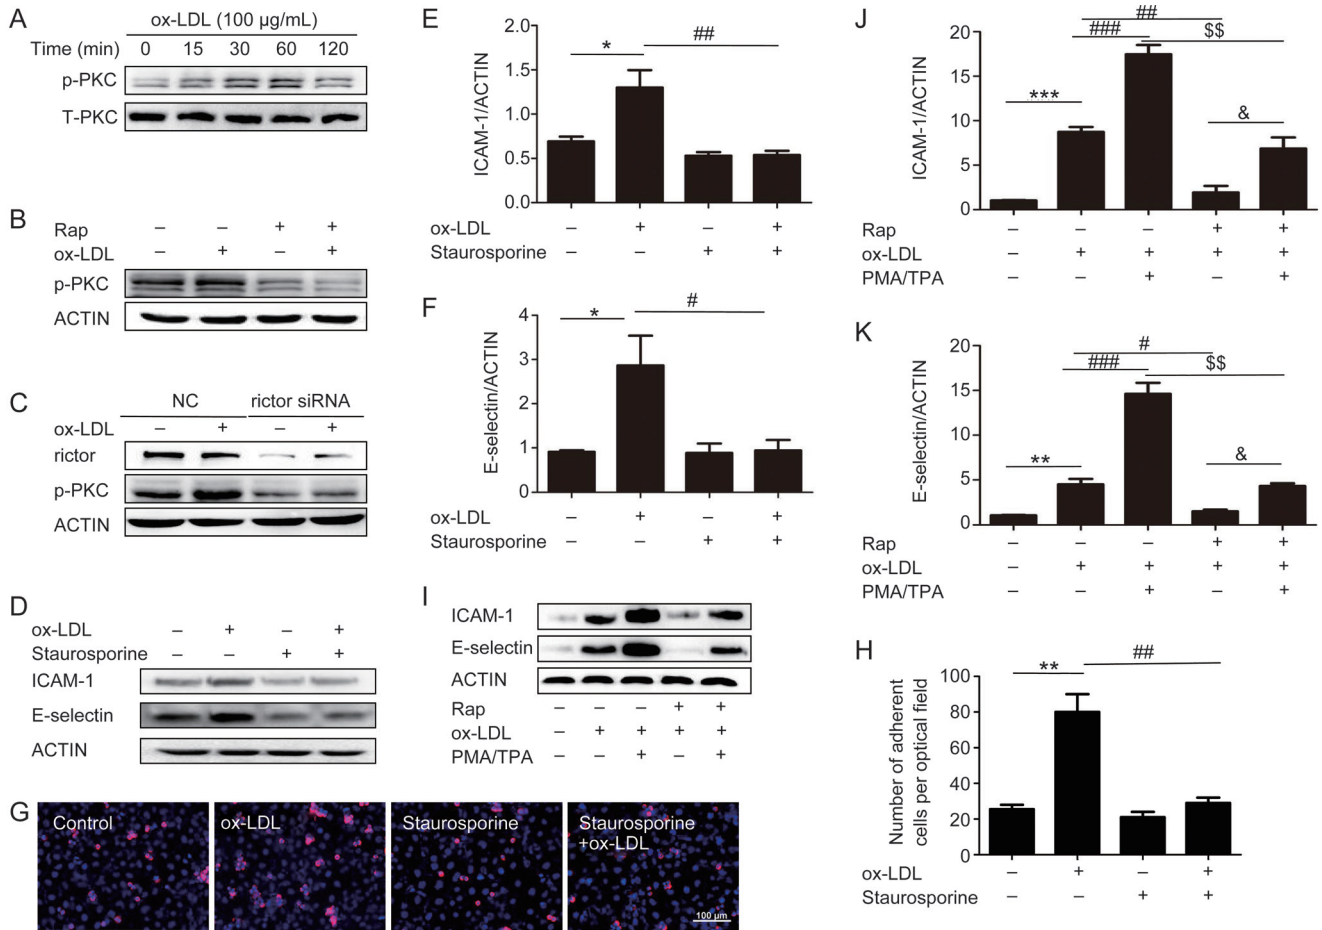 A
ox-LDL (100 μg/mL)
Time (min) 0 15 30 60 120
p-PKC
T-PKC
B
Rap – – + +
ox-LDL – + – +
p-PKC
ACTIN
C
NC rictor siRNA
ox-LDL – + – +
rictor
p-PKC
ACTIN
D
ox-LDL – + – +
Staurosporine – – + +
ICAM-1
E-selectin
ACTIN
E
ICAM-1/ACTIN
2.0
1.5
1.0
0.5
0.0
* ##
ox-LDL – + – +
Staurosporine – – + +
F
E-selectin/ACTIN
4
3
2
1
0
* #
ox-LDL – + – +
Staurosporine – – + +
G
Control
ox-LDL
Staurosporine
Staurosporine
+ox-LDL
100 μm
I
ICAM-1
E-selectin
ACTIN
Rap – – – + +
ox-LDL – + + + +
PMA/TPA – – + – +
J
ICAM-1/ACTIN
20
15
10
5
0
##
### $$
*** &
Rap – – – + +
ox-LDL – + + + +
PMA/TPA – – + – +
K
E-selectin/ACTIN
20
15
10
5
0
#
### $$
** &
Rap – – – + +
ox-LDL – + + + +
PMA/TPA – – + – +
H
Number of adherent
cells per optical field
100
80
60
40
20
0
** ##
ox-LDL – + – +
Staurosporine – – + +